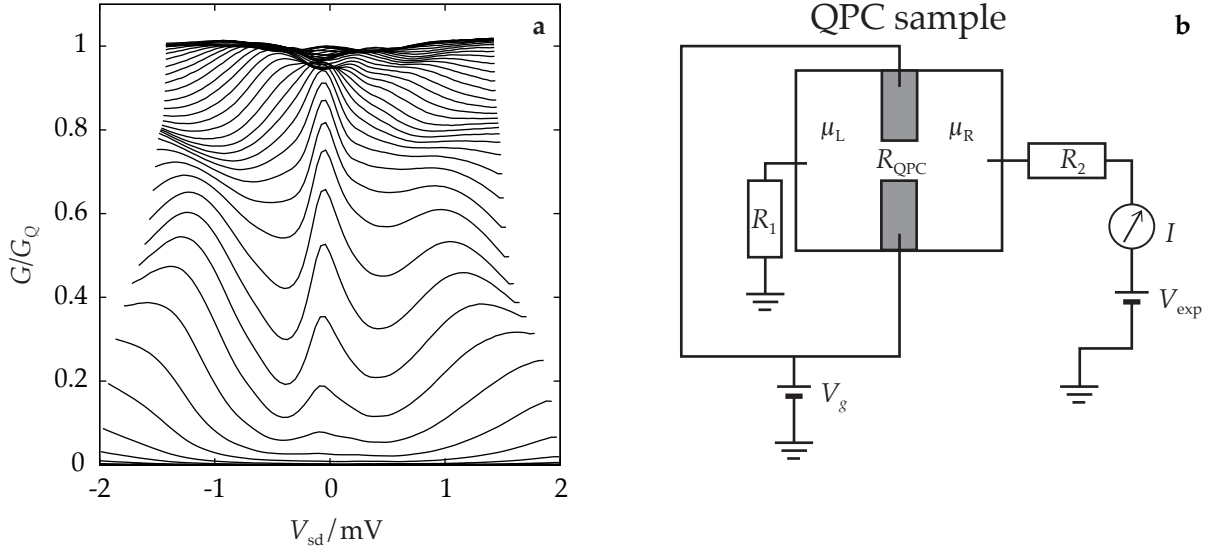 a
1
0.8
0.6
0.4
0.2
0
G/G_Q
-2
-1
0
1
2
V_sd/mV
QPC sample
b
μ_L
μ_R
R_QPC
R_2
R_1
I
V_exp
V_g